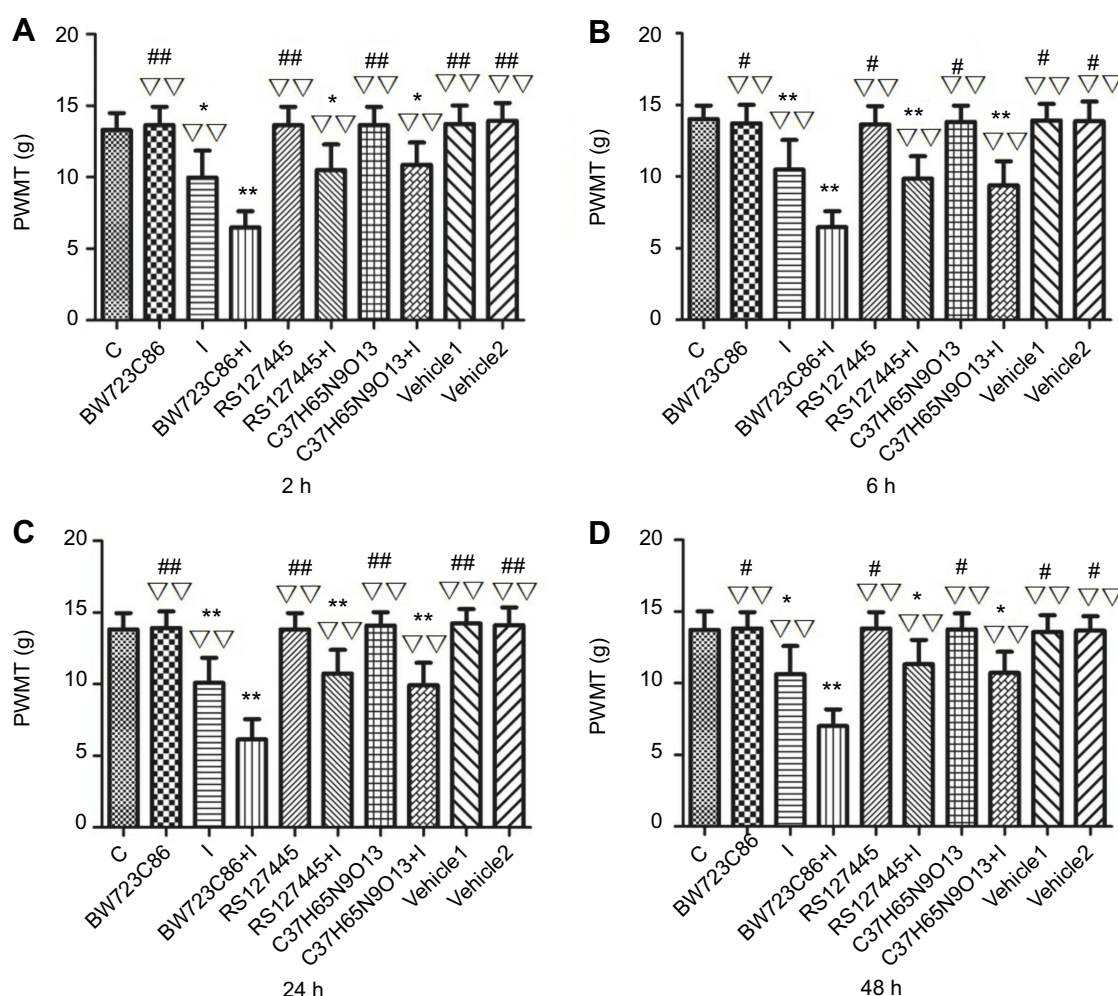 A
20
15
10
5
0
PWMT (g)
## ## ## ## ##
▽▽ ▽▽ ▽▽ ▽▽ ▽▽
* * *
▽▽ ▽▽ ▽▽
**
C
BW723C86
I
BW723C86+I
RS127445
RS127445+I
C37H65N9O13
C37H65N9O13+I
Vehicle1
Vehicle2
2 h
B
20
15
10
5
0
PWMT (g)
# # # # #
▽▽ ▽▽ ▽▽ ▽▽ ▽▽
** ** **
▽▽ ▽▽ ▽▽
**
C
BW723C86
I
BW723C86+I
RS127445
RS127445+I
C37H65N9O13
C37H65N9O13+I
Vehicle1
Vehicle2
6 h
C
20
15
10
5
0
PWMT (g)
## ## ## ## ##
▽▽ ▽▽ ▽▽ ▽▽ ▽▽
** ** **
▽▽ ▽▽ ▽▽
**
C
BW723C86
I
BW723C86+I
RS127445
RS127445+I
C37H65N9O13
C37H65N9O13+I
Vehicle1
Vehicle2
24 h
D
20
15
10
5
0
PWMT (g)
# # # # #
▽▽ ▽▽ ▽▽ ▽▽ ▽▽
* * *
▽▽ ▽▽ ▽▽
**
C
BW723C86
I
BW723C86+I
RS127445
RS127445+I
C37H65N9O13
C37H65N9O13+I
Vehicle1
Vehicle2
48 h